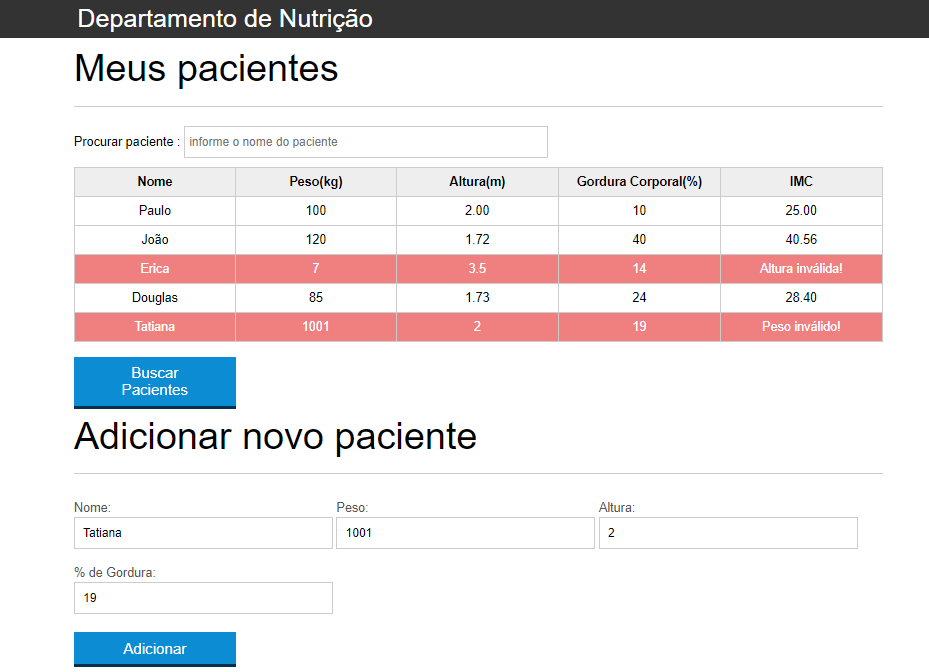 Departamento de Nutrição
Meus pacientes
Procurar paciente : informe o nome do paciente
Nome Peso(kg) Altura(m) Gordura Corporal(%) IMC
Paulo 100 2.00 10 25.00
João 120 1.72 40 40.56
Erica 7 3.5 14 Altura inválida!
Douglas 85 1.73 24 28.40
Tatiana 1001 2 19 Peso inválido!
Buscar
Pacientes
Adicionar novo paciente
Nome: Peso: Altura:
Tatiana 1001 2
% de Gordura:
19
Adicionar